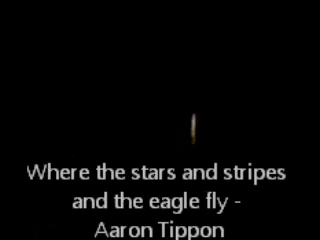 Where the stars and stripes
and the eagle fly -
Aaron Tippon